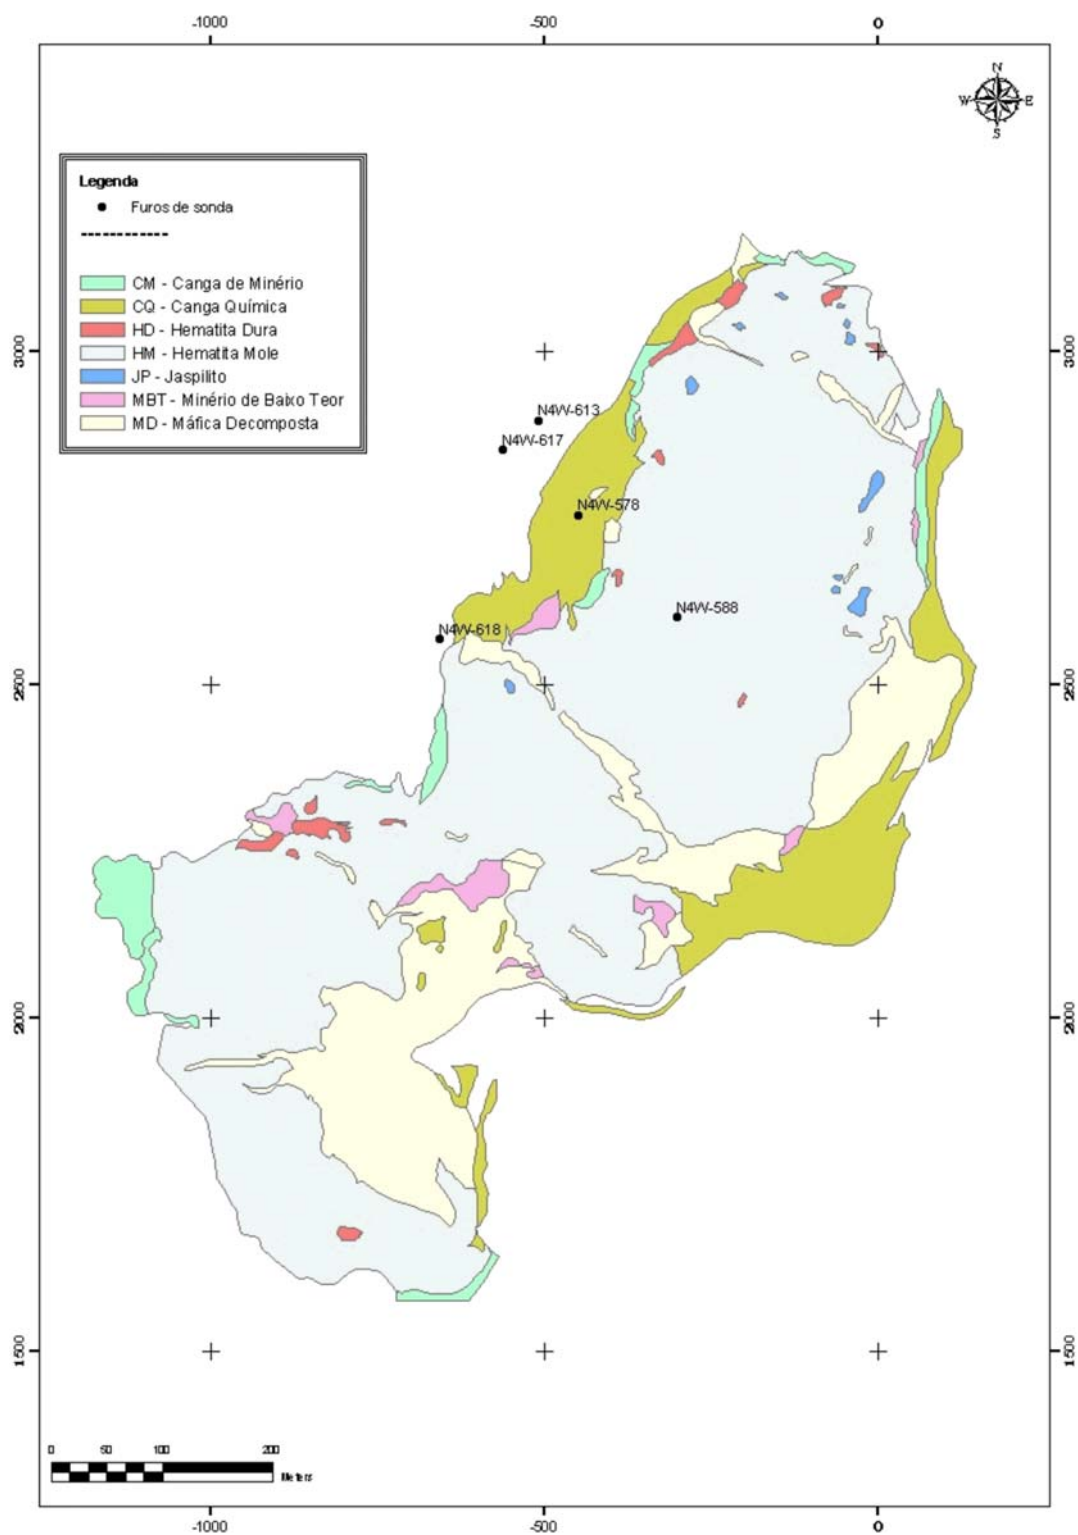 -1000 -500 0
N
W E
S
Legenda
Furos de sonda
CM - Canga de Minério
CQ - Canga Química
HD - Hematita Dura
HM - Hematita Mole
JP - Jaspilito
MBT - Minério de Baixo Teor
MD - Máfica Decomposta
3000 3000
N4W-613
N4W-617
N4W-578
N4W-588
N4W-618
2500 2500
2000 2000
1500 1500
0 50 100 200
Meters
-1000 -500 0